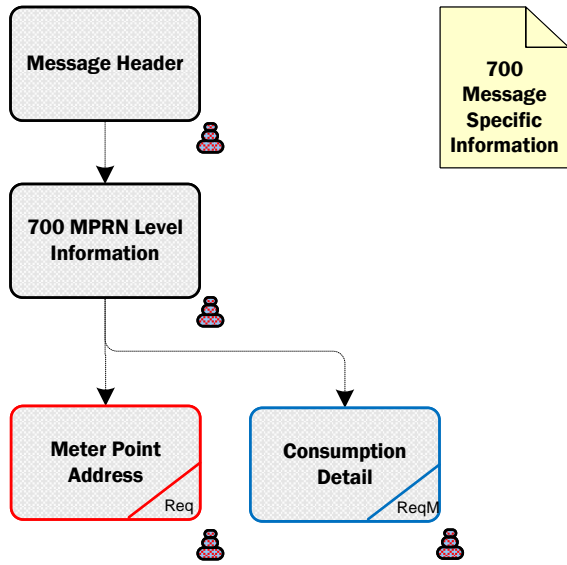 Message Header
700
Message
Specific
Information
700 MPRN Level
Information
Meter Point
Address
Req
Consumption
Detail
ReqM